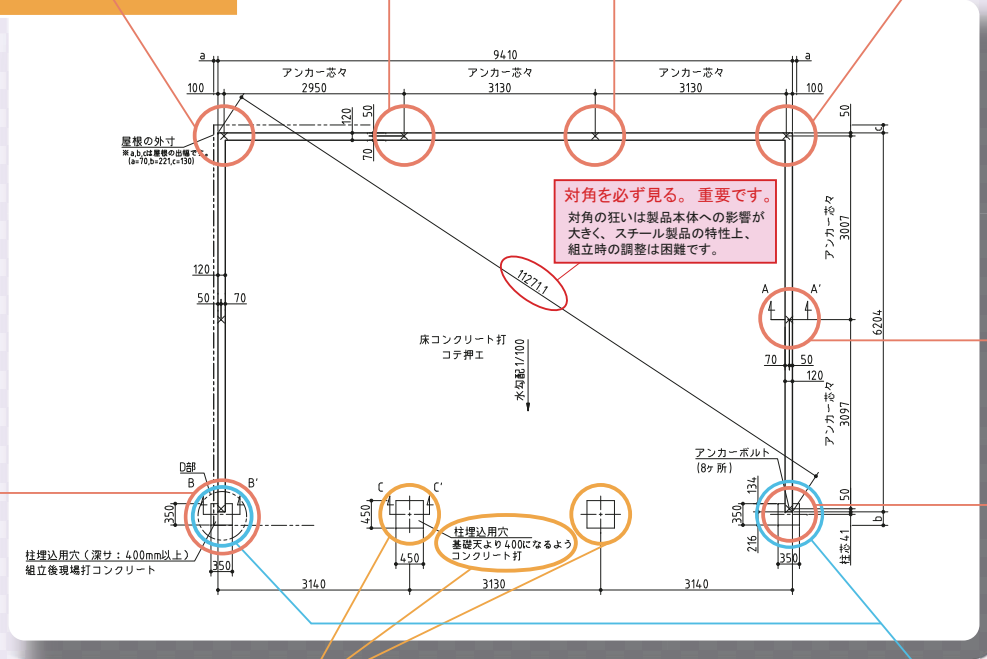 a
9410
a
アンカー芯々
アンカー芯々
アンカー芯々
100
2950
3130
3130
100
120
50
70
50
c
屋根の外寸
※a,b,cは屋根の出幅です。
(a=70,b=221,c=130)
対角を必ず見る。 重要です。
対角の狂いは製品本体への影響が
大きく、スチール製品の特性上、
組立時の調整は困難です。
アンカー芯々
3007
120
50
70
11271.1
A
A'
6204
床コンクリート打
コテ押エ
水勾配1/100
70
50
120
アンカー芯々
3097
アンカーボルト
(8ヶ所)
D部
B
B'
C
C'
134
50
350
450
350
b
柱埋込用穴
基礎天より400になるよう
コンクリート打
216
柱芯41
柱埋込用穴(深サ:400mm以上)
組立後現場打コンクリート
350
450
350
3140
3130
3140